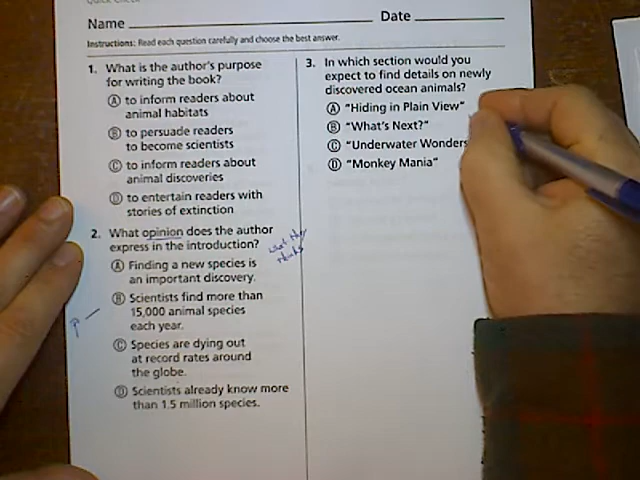 Quick Check
Name Date
Instructions: Read each question carefully and choose the best answer.
1. What is the author's purpose
for writing the book?
Ⓐ to inform readers about
animal habitats
Ⓑ to persuade readers
to become scientists
Ⓒ to inform readers about
animal discoveries
Ⓓ to entertain readers with
stories of extinction
2. What opinion does the author
express in the introduction?
what they
thinks
Ⓐ Finding a new species is
an important discovery.
Ⓑ Scientists find more than
15,000 animal species
each year.
Ⓒ Species are dying out
at record rates around
the globe.
Ⓓ Scientists already know more
than 1.5 million species.
3. In which section would you
expect to find details on newly
discovered ocean animals?
Ⓐ "Hiding in Plain View"
Ⓑ "What's Next?"
Ⓒ "Underwater Wonders
Ⓓ "Monkey Mania"